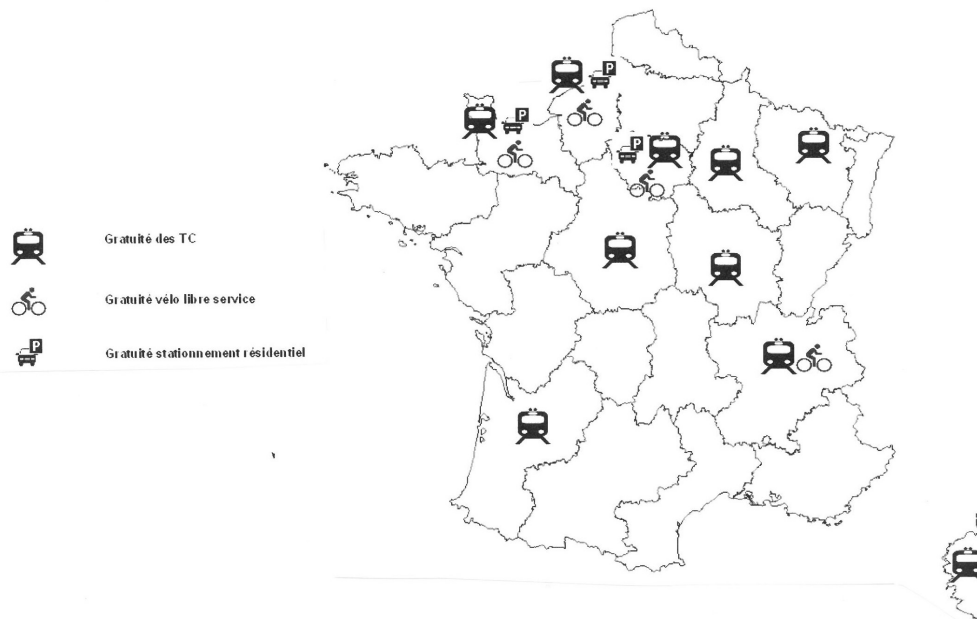 P
P
P
Gratuité des TC
Gratuité vélo libre service
P
Gratuité stationnement résidentiel